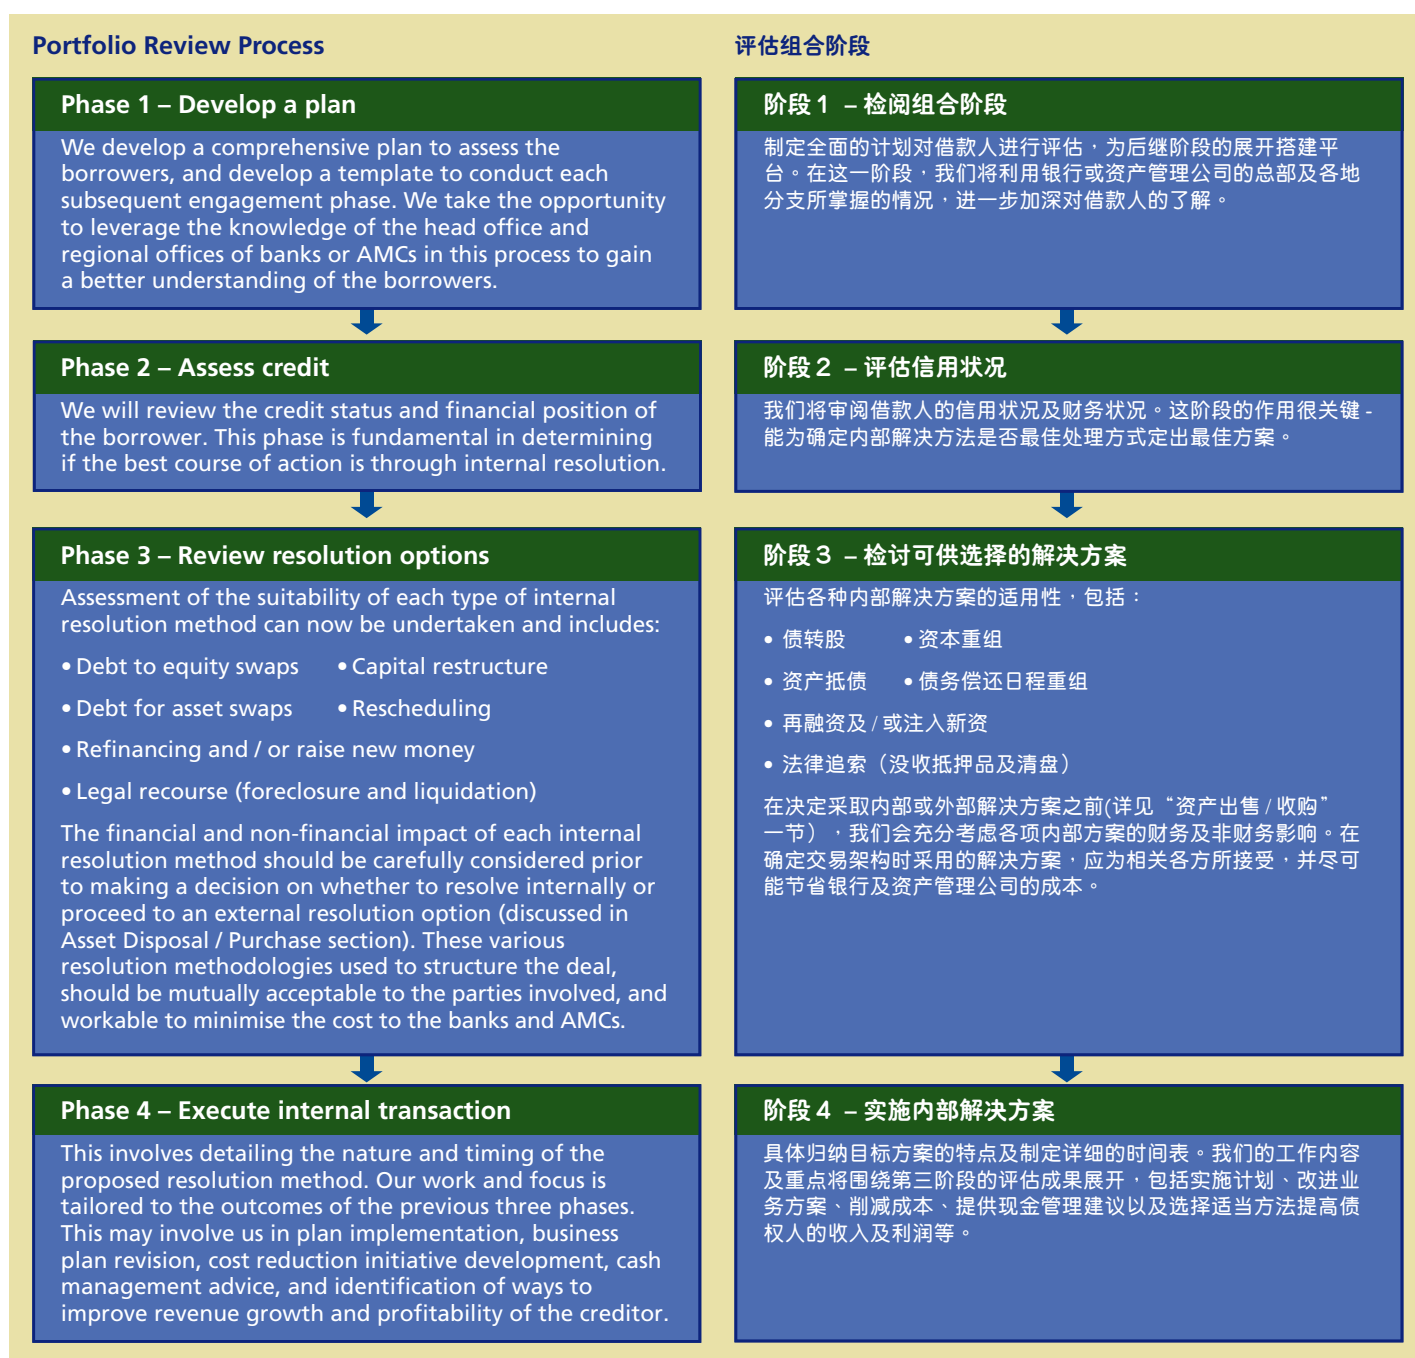 Portfolio Review Process
Phase 1 – Develop a plan
We develop a comprehensive plan to assess the
borrowers, and develop a template to conduct each
subsequent engagement phase. We take the opportunity
to leverage the knowledge of the head office and
regional offices of banks or AMCs in this process to gain
a better understanding of the borrowers.
Phase 2 – Assess credit
We will review the credit status and financial position of
the borrower. This phase is fundamental in determining
if the best course of action is through internal resolution.
Phase 3 – Review resolution options
Assessment of the suitability of each type of internal
resolution method can now be undertaken and includes:
• Debt to equity swaps • Capital restructure
• Debt for asset swaps • Rescheduling
• Refinancing and / or raise new money
• Legal recourse (foreclosure and liquidation)
The financial and non-financial impact of each internal
resolution method should be carefully considered prior
to making a decision on whether to resolve internally or
proceed to an external resolution option (discussed in
Asset Disposal / Purchase section). These various
resolution methodologies used to structure the deal,
should be mutually acceptable to the parties involved, and
workable to minimise the cost to the banks and AMCs.
Phase 4 – Execute internal transaction
This involves detailing the nature and timing of the
proposed resolution method. Our work and focus is
tailored to the outcomes of the previous three phases.
This may involve us in plan implementation, business
plan revision, cost reduction initiative development, cash
management advice, and identification of ways to
improve revenue growth and profitability of the creditor.
评估组合阶段
阶段１ – 检阅组合阶段
制定全面的计划对借款人进行评估，为后继阶段的展开搭建平
台。在这一阶段，我们将利用银行或资产管理公司的总部及各地
分支所掌握的情况，进一步加深对借款人的了解。
阶段２ – 评估信用状况
我们将审阅借款人的信用状况及财务状况。这阶段的作用很关键 -
能为确定内部解决方法是否最佳处理方式定出最佳方案。
阶段３ – 检讨可供选择的解决方案
评估各种内部解决方案的适用性，包括：
• 债转股 • 资本重组
• 资产抵债 • 债务偿还日程重组
• 再融资及 / 或注入新资
• 法律追索（没收抵押品及清盘）
在决定采取内部或外部解决方案之前(详见“资产出售 / 收购”
一节），我们会充分考虑各项内部方案的财务及非财务影响。在
确定交易架构时采用的解决方案，应为相关各方所接受，并尽可
能节省银行及资产管理公司的成本。
阶段４ – 实施内部解决方案
具体归纳目标方案的特点及制定详细的时间表。我们的工作内容
及重点将围绕第三阶段的评估成果展开，包括实施计划、改进业
务方案、削减成本、提供现金管理建议以及选择适当方法提高债
权人的收入及利润等。